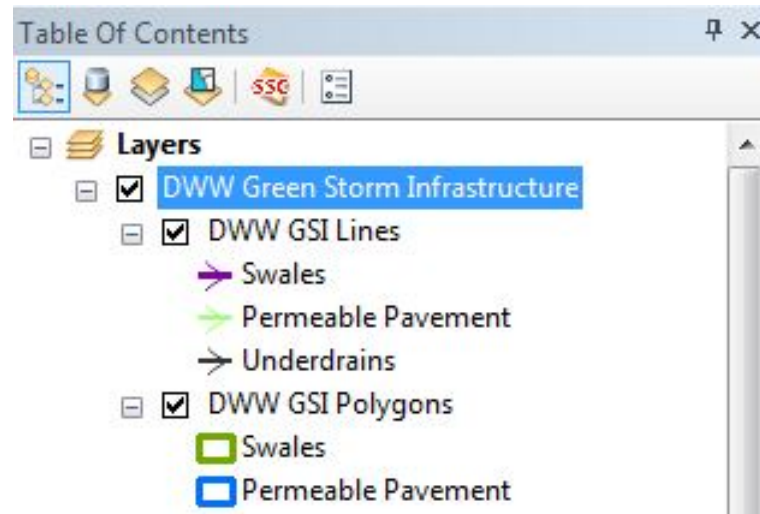 Table Of Contents
SSC
Layers
DWW Green Storm Infrastructure
DWW GSI Lines
Swales
Permeable Pavement
Underdrains
DWW GSI Polygons
Swales
Permeable Pavement